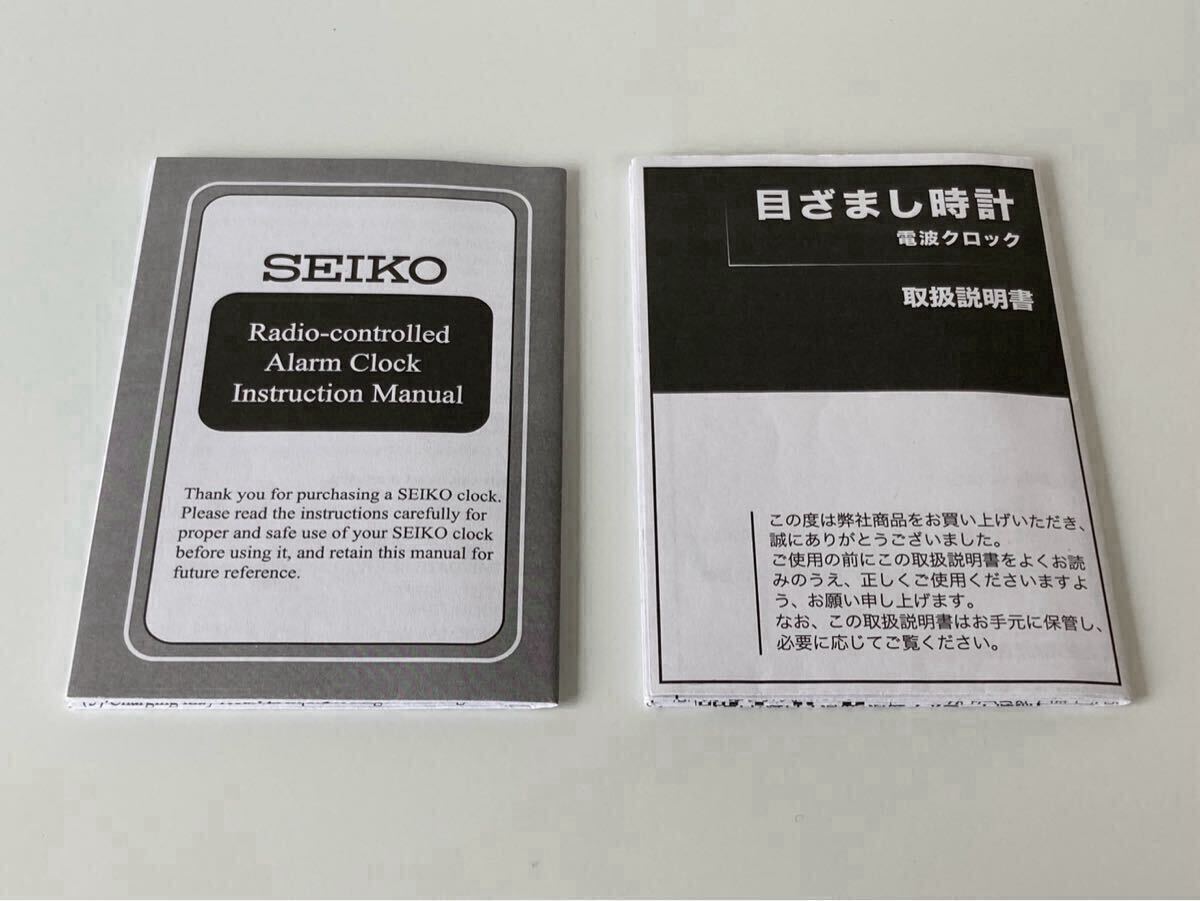 SEIKO
Radio-controlled
Alarm Clock
Instruction Manual
Thank you for purchasing a SEIKO clock.
Please read the instructions carefully for
proper and safe use of your SEIKO clock
before using it, and retain this manual for
future reference.
目ざまし時計
電波クロック
取扱説明書
この度は弊社商品をお買い上げいただき、
誠にありがとうございました。
ご使用の前にこの取扱説明書をよくお読
みのうえ、正しくご使用くださいますよ
う、お願い申し上げます。
なお、この取扱説明書はお手元に保管し、
必要に応じてご覧ください。